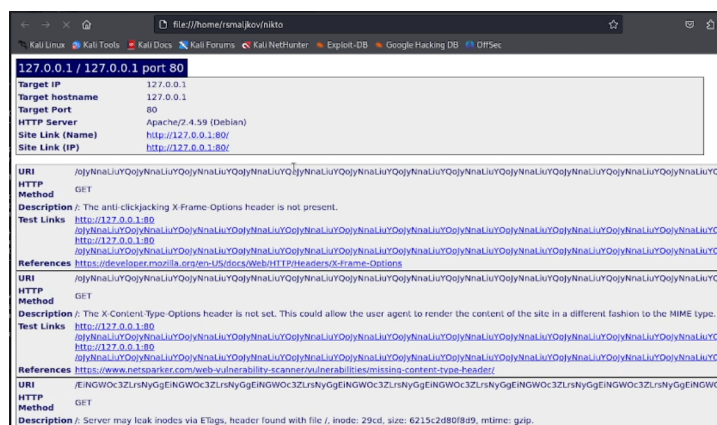 file:///home/rsmaljkov/nikto
Kali Linux Kali Tools Kali Docs Kali Forums Kali NetHunter Exploit-DB Google Hacking DB OffSec
127.0.0.1 / 127.0.0.1 port 80
Target IP 127.0.0.1
Target hostname 127.0.0.1
Target Port 80
HTTP Server Apache/2.4.59 (Debian)
Site Link (Name) http://127.0.0.1:80/
Site Link (IP) http://127.0.0.1:80/
URI
HTTP Method GET
Description /: The anti-clickjacking X-Frame-Options header is not present.
Test Links http://127.0.0.1:80
http://127.0.0.1:80
References https://developer.mozilla.org/en-US/docs/Web/HTTP/Headers/X-Frame-Options
URI
HTTP Method GET
Description /: The X-Content-Type-Options header is not set. This could allow the user agent to render the content of the site in a different fashion to the MIME type.
Test Links http://127.0.0.1:80
http://127.0.0.1:80
References https://www.netsparker.com/web-vulnerability-scanner/vulnerabilities/missing-content-type-header/
URI
HTTP Method GET
Description /: Server may leak inodes via ETags, header found with file /, inode: 29cd, size: 6215c2d80f8d9, mtime: gzip.